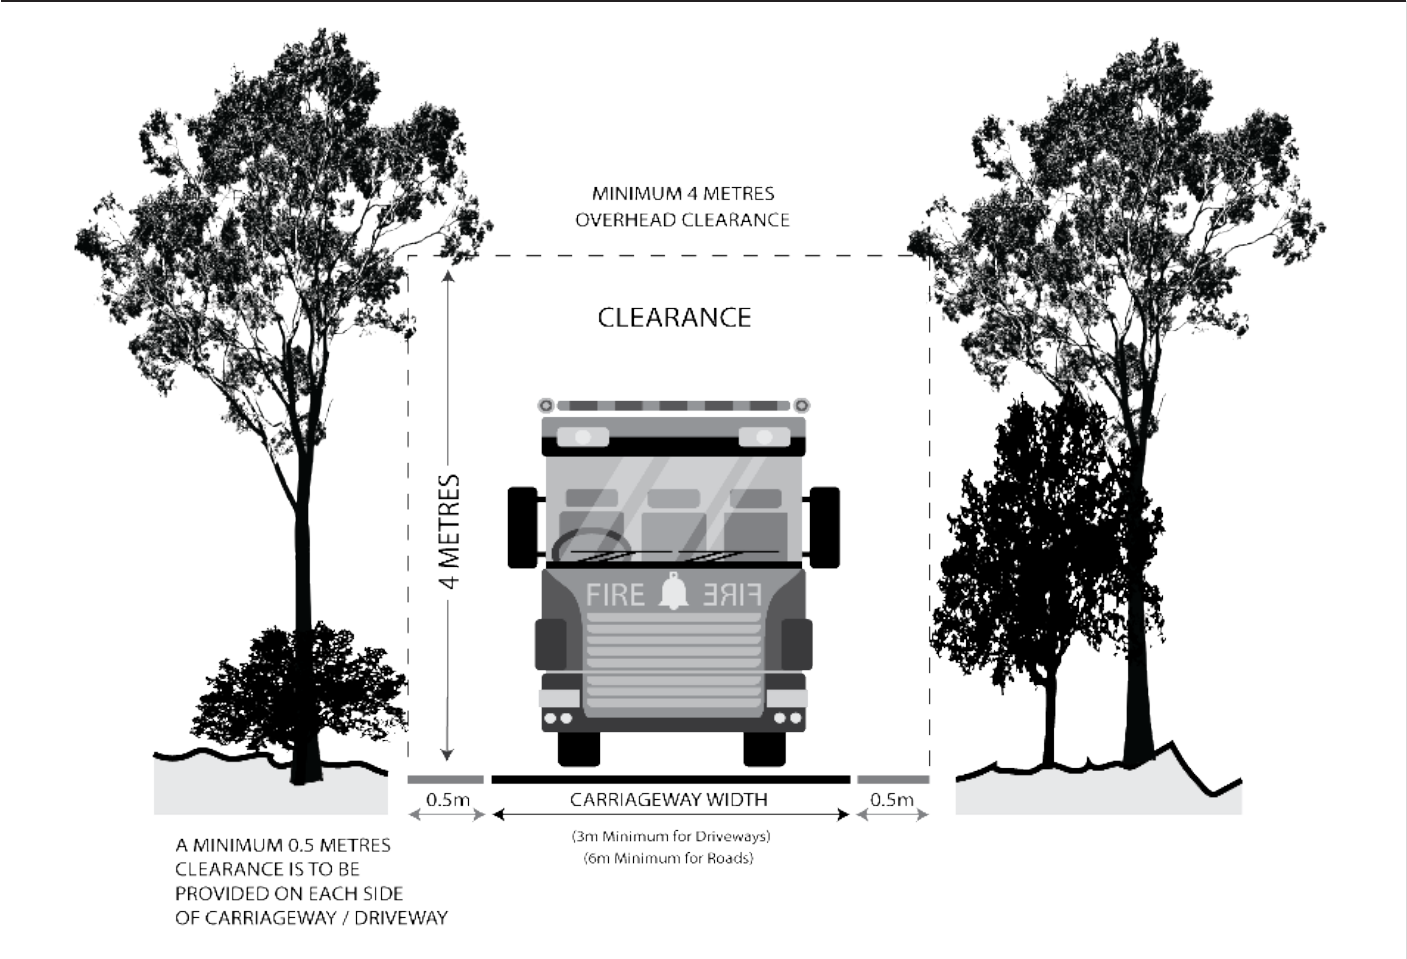 MINIMUM 4 METRES
OVERHEAD CLEARANCE
CLEARANCE
4 METRES
FIRE FIRE
0.5m
CARRIAGEWAY WIDTH
0.5m
(3m Minimum for Driveways)
(6m Minimum for Roads)
A MINIMUM 0.5 METRES
CLEARANCE IS TO BE
PROVIDED ON EACH SIDE
OF CARRIAGEWAY / DRIVEWAY